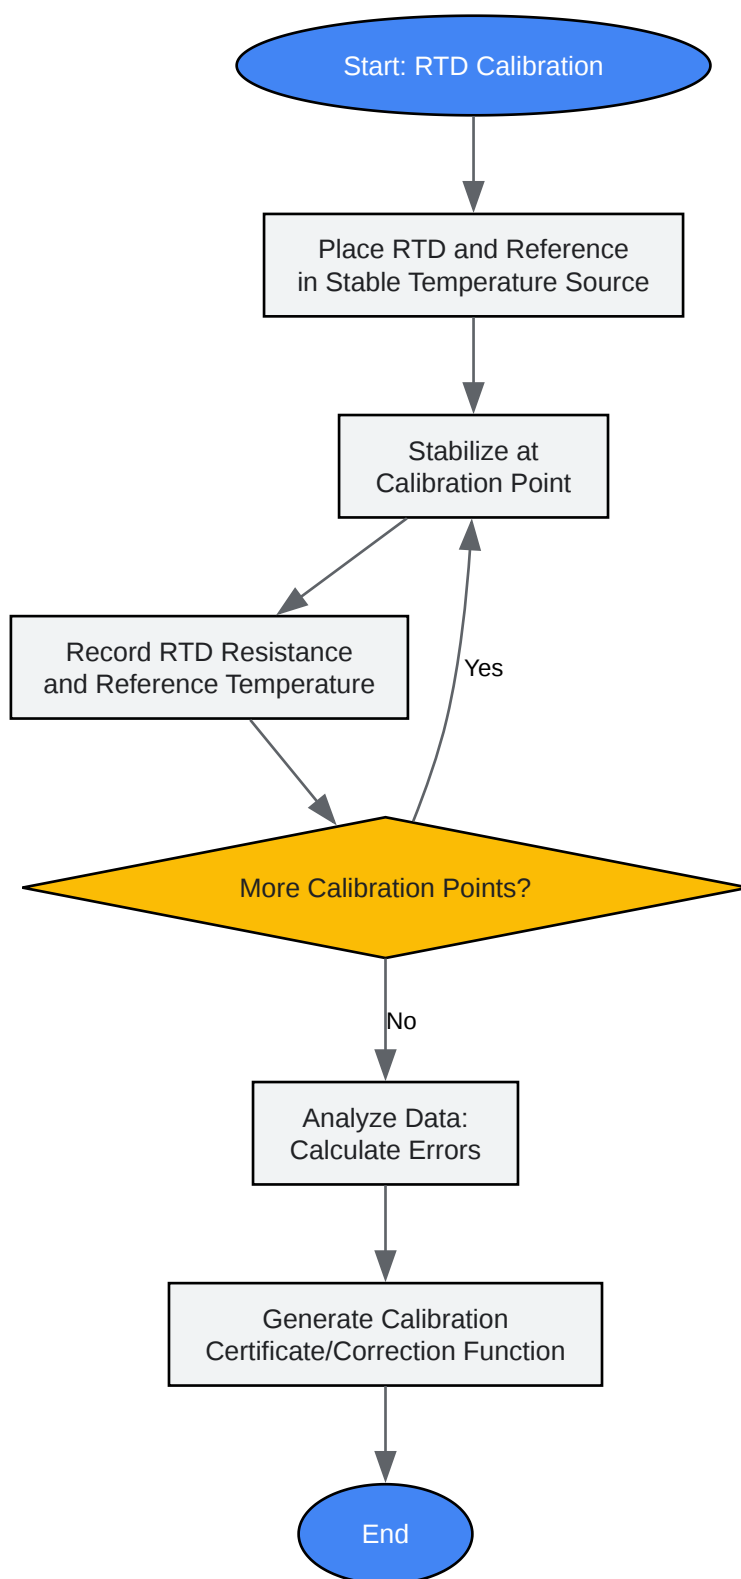 Start: RTD Calibration
Place RTD and Reference
in Stable Temperature Source
Stabilize at
Calibration Point
Record RTD Resistance
and Reference Temperature
Yes
More Calibration Points?
No
Analyze Data:
Calculate Errors
Generate Calibration
Certificate/Correction Function
End